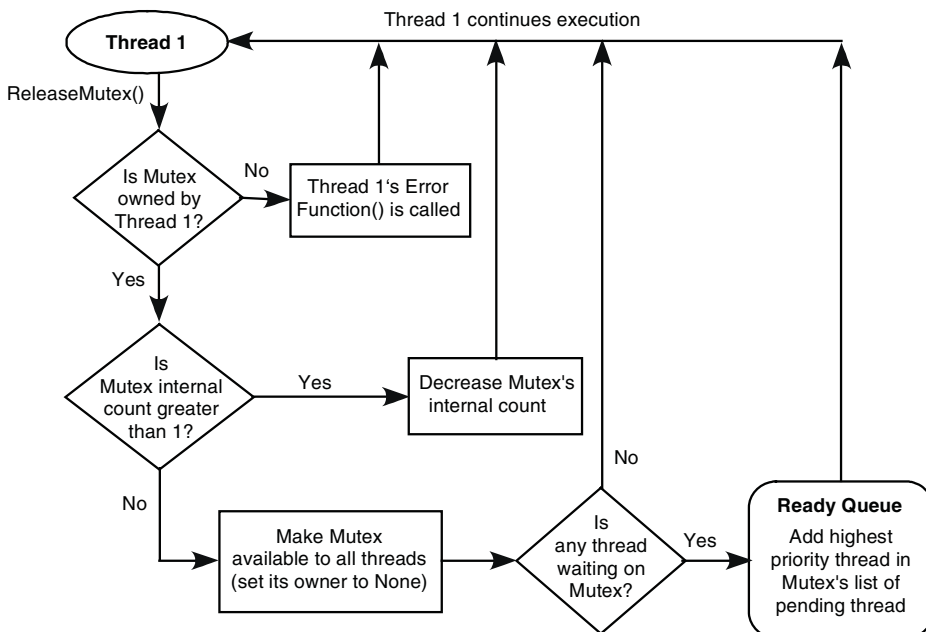 Thread 1 continues execution
Thread 1
ReleaseMutex()
Is Mutex
owned by
Thread 1?
No
Thread 1‘s Error
Function() is called
Yes
Is
Mutex internal
count greater
than 1?
Yes
Decrease Mutex's
internal count
No
Make Mutex
available to all threads
(set its owner to None)
Is
any thread
waiting on
Mutex?
No
Yes
Ready Queue
Add highest
priority thread in
Mutex's list of
pending thread